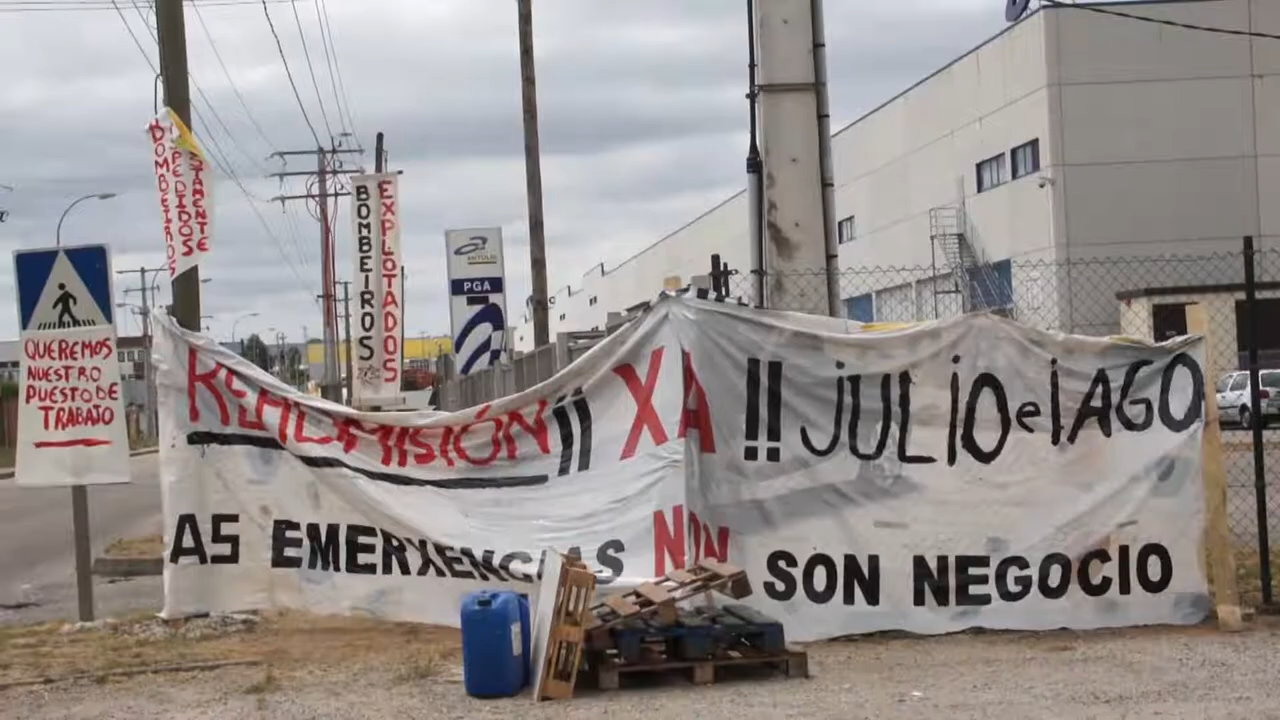 BOMBEIROS
DESPEDIDOS
BOMBEIROS
EXPLOTADOS
PGA
QUEREMOS
NUESTRO
PUESTO DE
TRABAJO
READMISIÓN ¡¡ XA !! JULIO e IAGO
AS EMERXENCIAS NON SON NEGOCIO